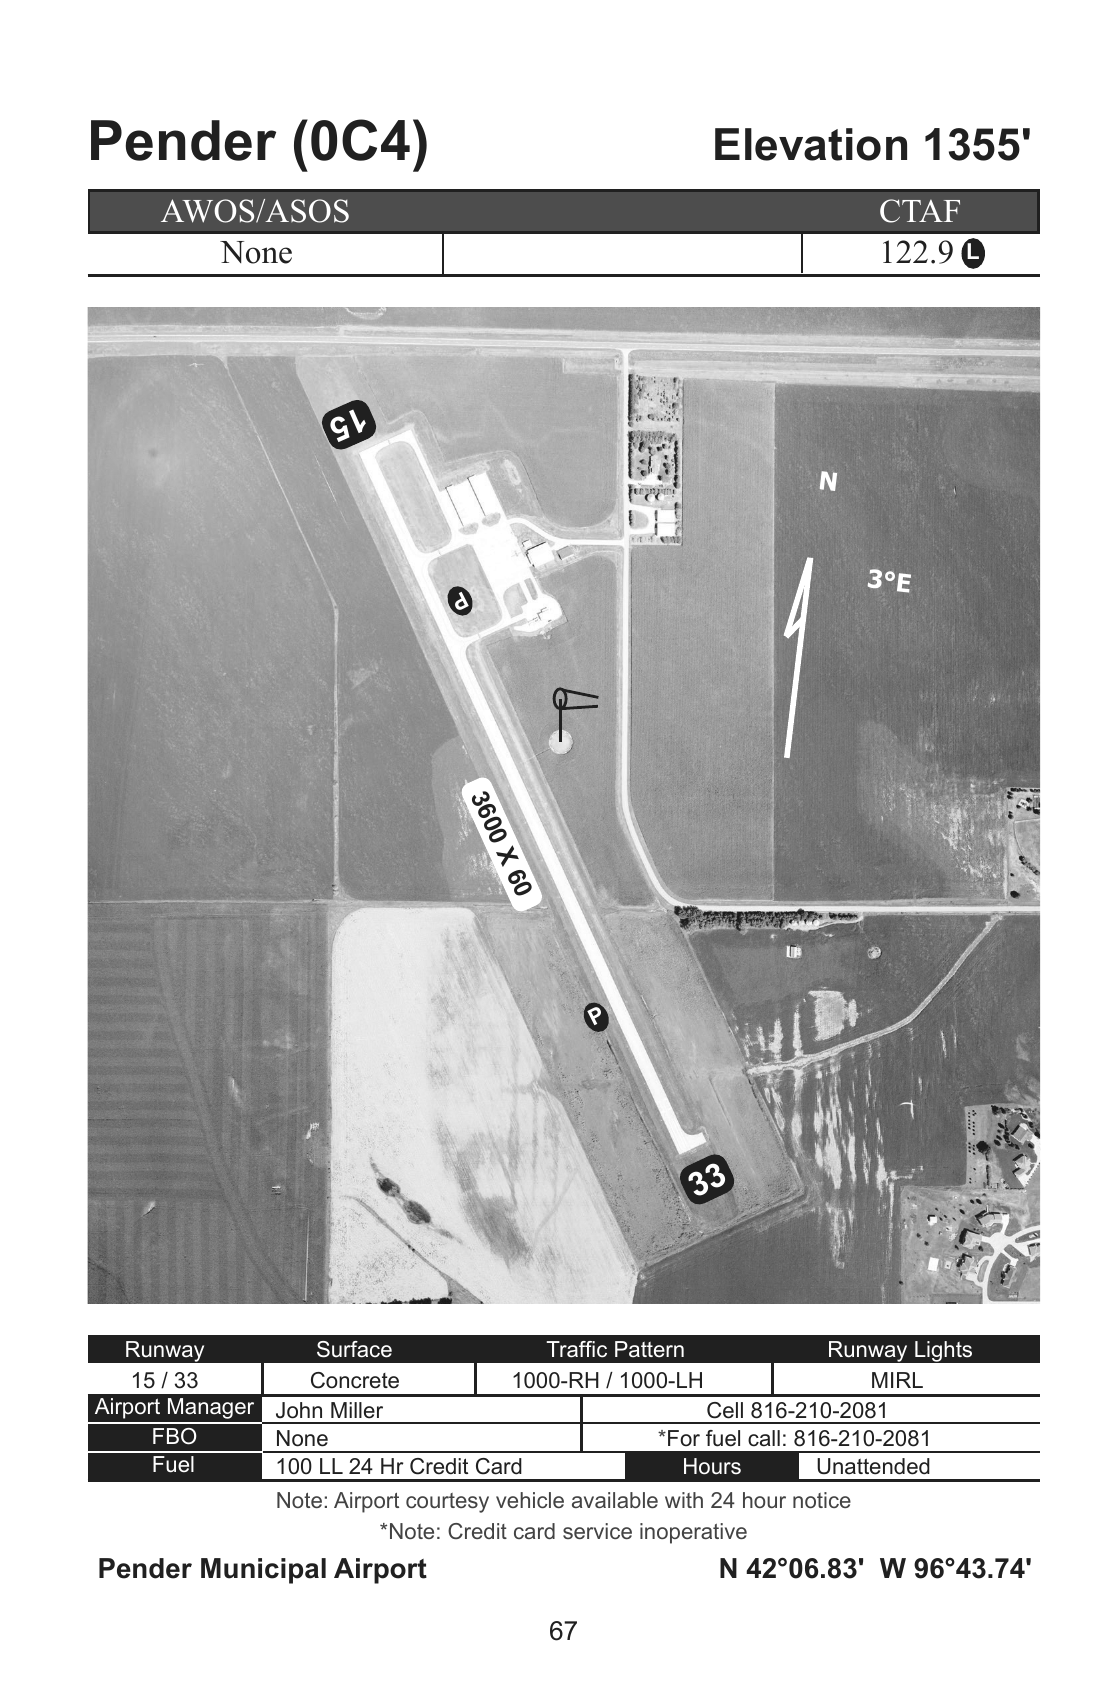 Pender (0C4) Elevation 1355'
AWOS/ASOS CTAF
None 122.9 L
15
N
3°E
P
3600 X 60
P
33
Runway Surface Traffic Pattern Runway Lights
15 / 33 Concrete 1000-RH / 1000-LH MIRL
Airport Manager John Miller Cell 816-210-2081
FBO None *For fuel call: 816-210-2081
Fuel 100 LL 24 Hr Credit Card Hours Unattended
Note: Airport courtesy vehicle available with 24 hour notice
*Note: Credit card service inoperative
Pender Municipal Airport N 42°06.83' W 96°43.74'
67